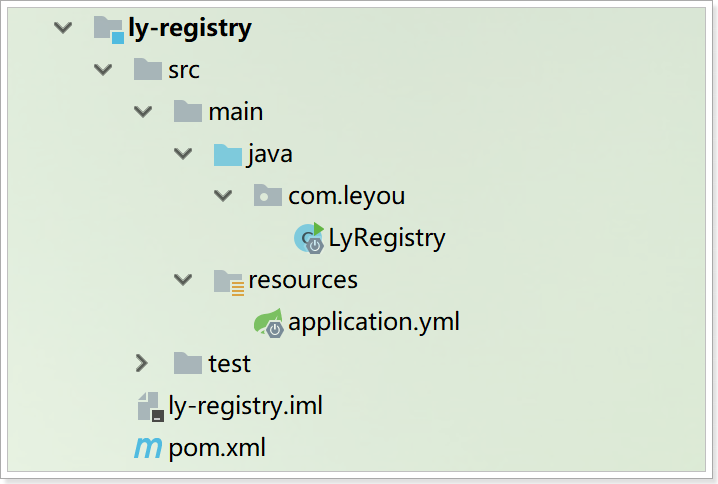 ly-registry
src
main
java
com.leyou
LyRegistry
resources
application.yml
test
ly-registry.iml
pom.xml